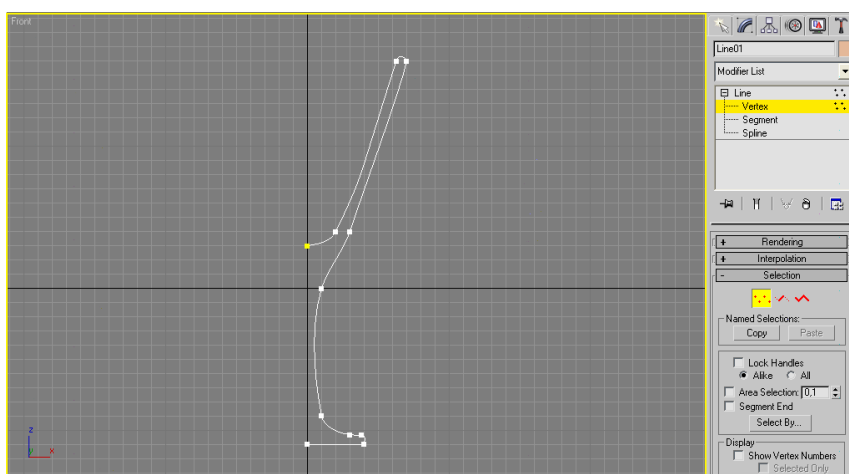 Front
Line01
Modifier List
Line
Vertex
Segment
Spline
+ Rendering
+ Interpolation
- Selection
Named Selections:
Copy Paste
Lock Handles
Alike All
Area Selection: 0,1
Segment End
Select By...
Display
Show Vertex Numbers
Selected Only
z
y x